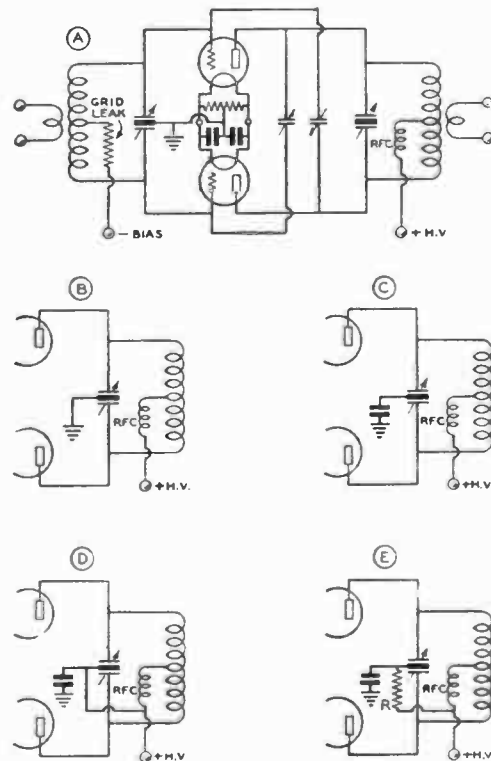 A
GRID
LEAK
RFC
− BIAS
+ H.V.
B
C
RFC
+ H.V.
RFC
+H.V.
D
E
RFC
+ H.V.
R
RFC
+H.V